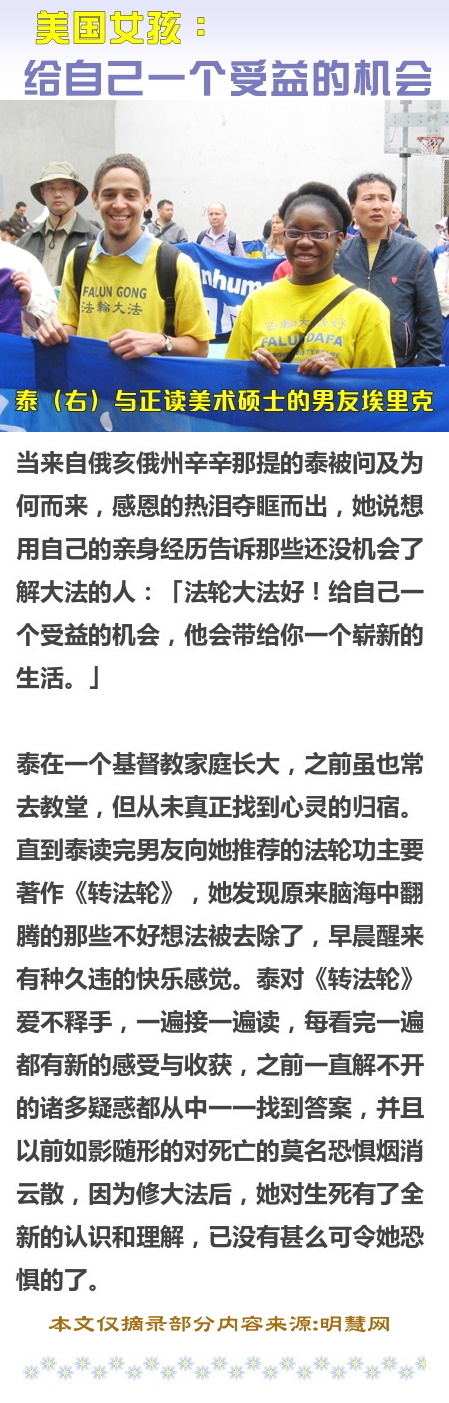 美国女孩：
给自己一个受益的机会
nhum
FALUN GONG
法輪大法
法輪大法
FALUN DAFA
泰（右）与正读美术硕士的男友埃里克
当来自俄亥俄州辛辛那提的泰被问及为
何而来，感恩的热泪夺眶而出，她说想
用自己的亲身经历告诉那些还没机会了
解大法的人：「法轮大法好！给自己一
个受益的机会，他会带给你一个崭新的
生活。」
泰在一个基督教家庭长大，之前虽也常
去教堂，但从未真正找到心灵的归宿。
直到泰读完男友向她推荐的法轮功主要
著作《转法轮》，她发现原来脑海中翻
腾的那些不好想法被去除了，早晨醒来
有种久违的快乐感觉。泰对《转法轮》
爱不释手，一遍接一遍读，每看完一遍
都有新的感受与收获，之前一直解不开
的诸多疑惑都从中一一找到答案，并且
以前如影随形的对死亡的莫名恐惧烟消
云散，因为修大法后，她对生死有了全
新的认识和理解，已没有甚么可令她恐
惧的了。
本文仅摘录部分内容来源:明慧网